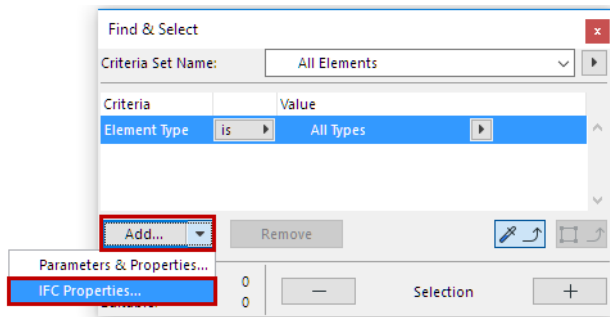 Find & Select
x
Criteria Set Name:
All Elements
Criteria
Value
Element Type
is
All Types
Add...
Remove
Parameters & Properties...
IFC Properties...
0
0
Selection